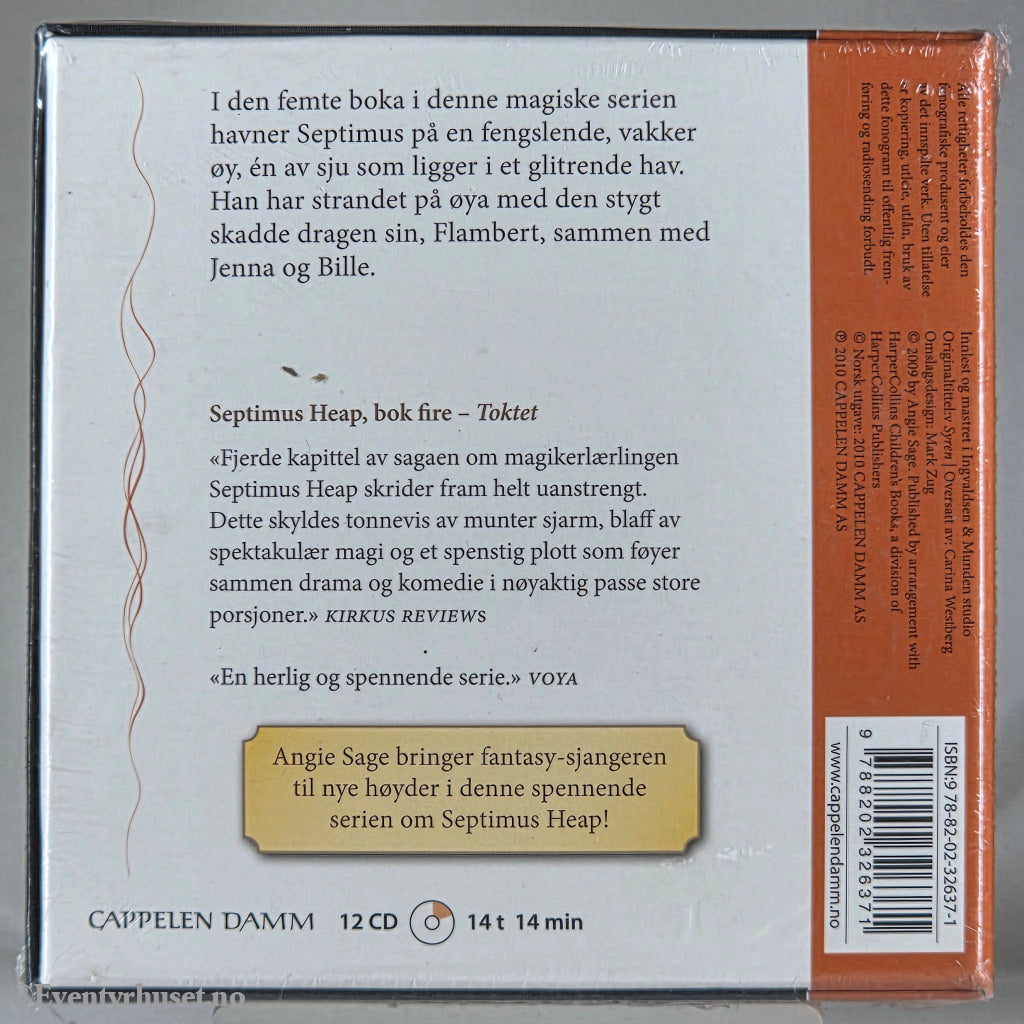 I den femte boka i denne magiske serien
havner Septimus på en fengslende, vakker
øy, én av sju som ligger i et glitrende hav.
Han har strandet på øya med den stygt
skadde dragen sin, Flambert, sammen med
Jenna og Bille.
Septimus Heap, bok fire – Toktet
«Fjerde kapittel av sagaen om magikerlærlingen
Septimus Heap skrider fram helt uanstrengt.
Dette skyldes tonnevis av munter sjarm, blaff av
spektakulær magi og et spenstig plott som føyer
sammen drama og komedie i nøyaktig passe store
porsjoner.» KIRKUS REVIEWS
«En herlig og spennende serie.» VOYA
Angie Sage bringer fantasy-sjangeren
til nye høyder i denne spennende
serien om Septimus Heap!
CAPPELEN DAMM 12 CD 14 t 14 min
Alle rettigheter forbeholdes den
fonografiske produsent og eier
av det innspilte verk. Uten tillatelse
er kopiering, utleie, utlån, bruk av
dette fonogram til offentlig frem-
føring og radiosending forbudt.
Innlest og mastret i Ingvaldsen & Munden studio
Originaltittel: Syren | Oversatt av: Carina Westberg
Omslagsdesign: Mark Zug
© 2009 by Angie Sage. Published by arrangement with
HarperCollins Children's Books, a division of
HarperCollins Publishers
© Norsk utgave: 2010 CAPPELEN DAMM AS
℗ 2010 CAPPELEN DAMM AS
ISBN:9 78-82-02-32637-1
9 788202 326371
www.cappelendamm.no
Eventyrhuset.no